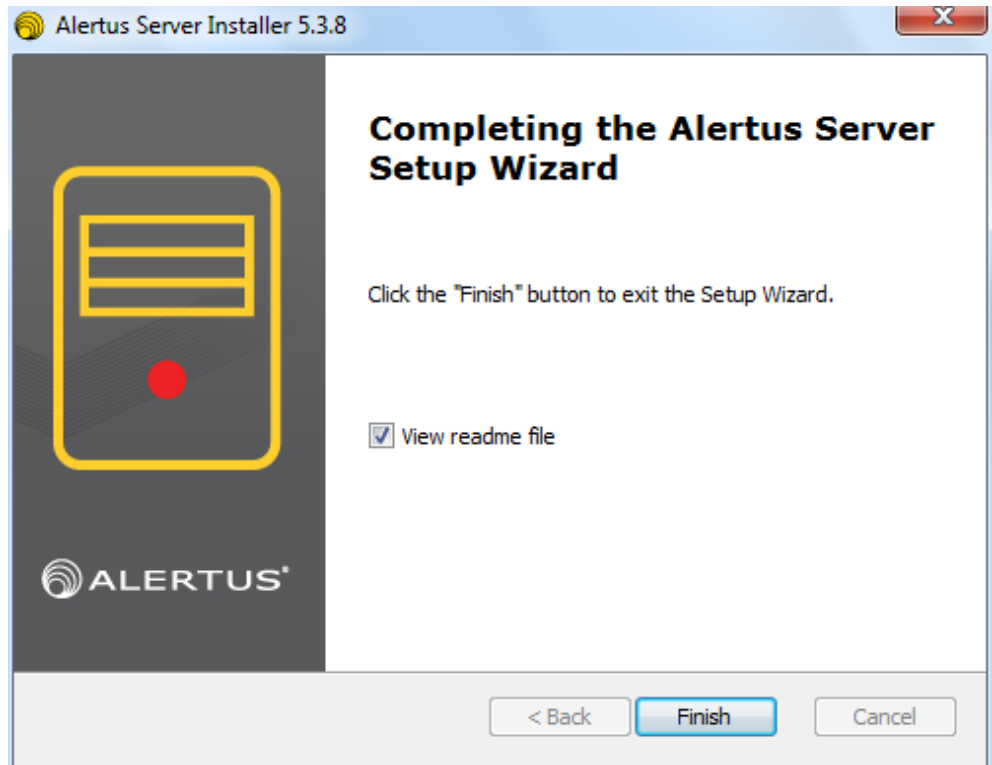 Alertus Server Installer 5.3.8
Completing the Alertus Server
Setup Wizard
Click the "Finish" button to exit the Setup Wizard.
View readme file
ALERTUS®
< Back
Finish
Cancel